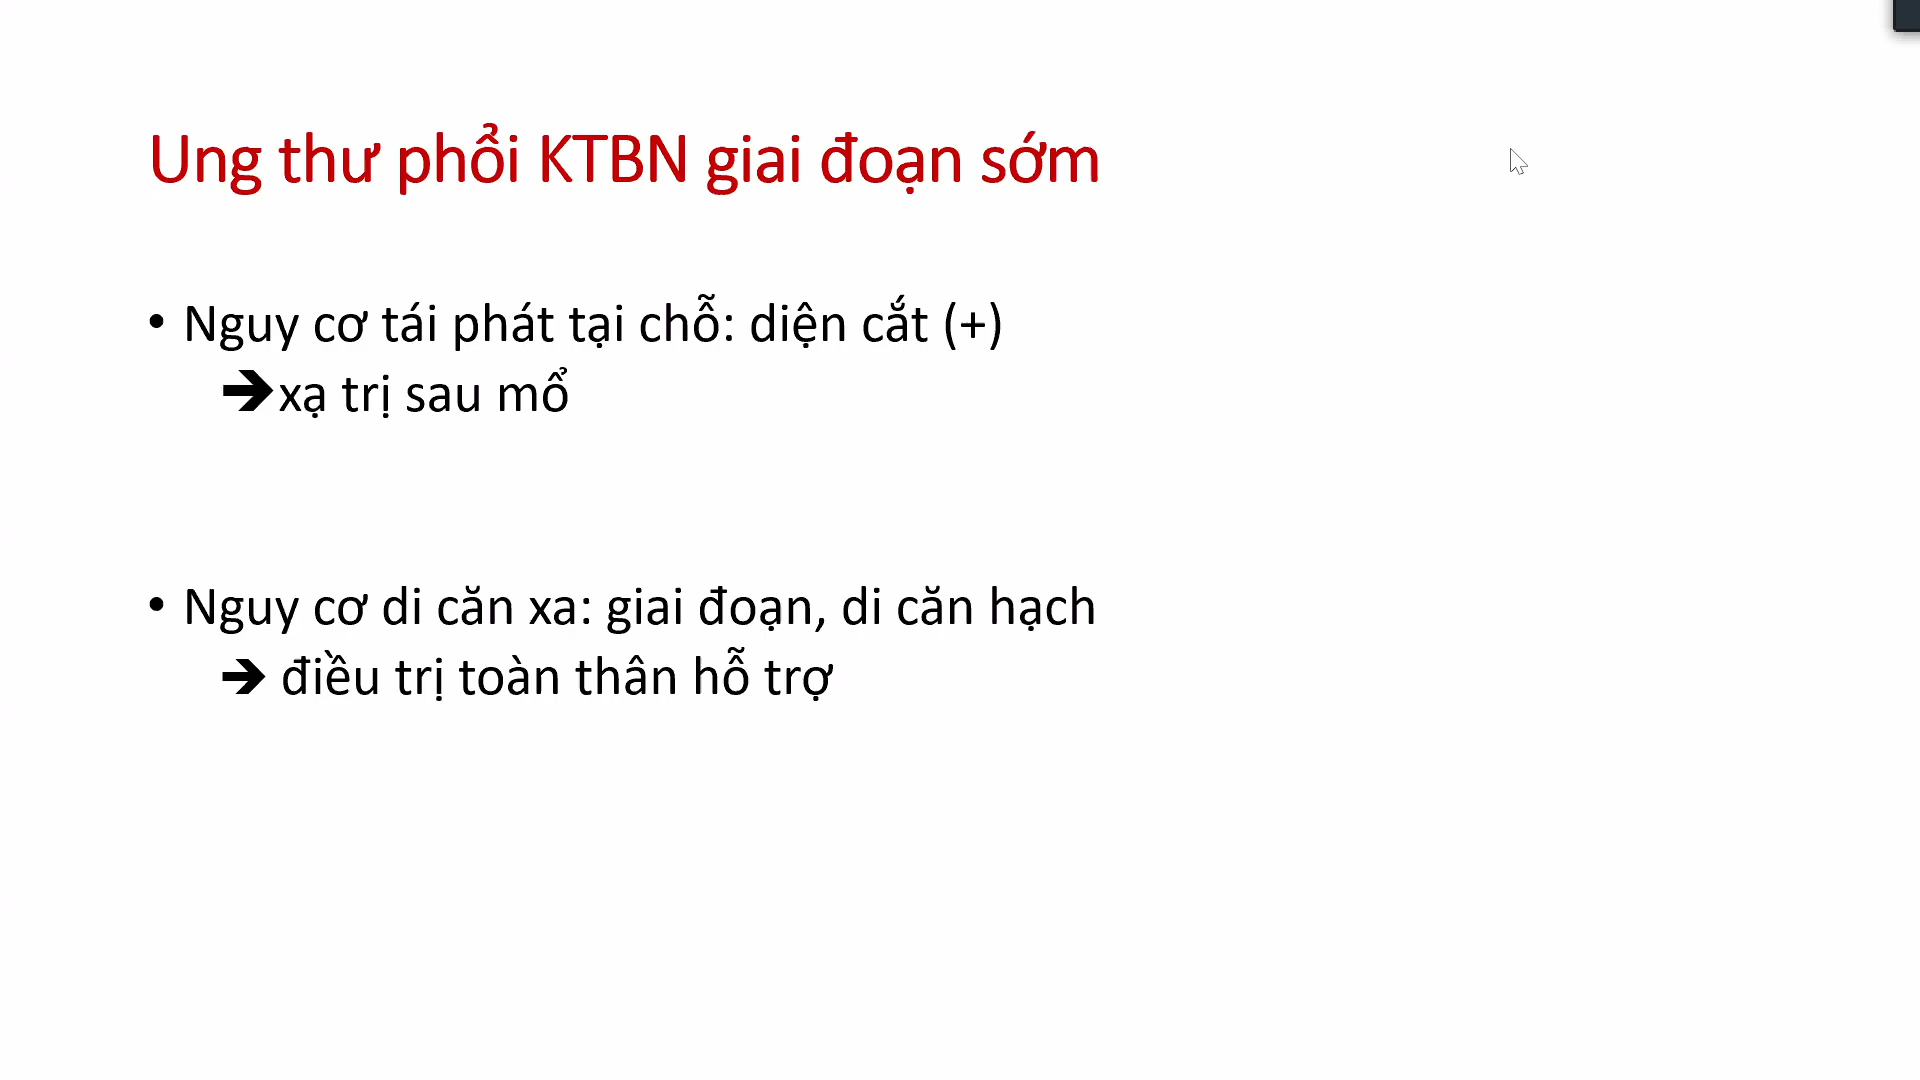 Ung thư phổi KTBN giai đoạn sớm
• Nguy cơ tái phát tại chỗ: diện cắt (+)
🡺xạ trị sau mổ
• Nguy cơ di căn xa: giai đoạn, di căn hạch
🡺 điều trị toàn thân hỗ trợ